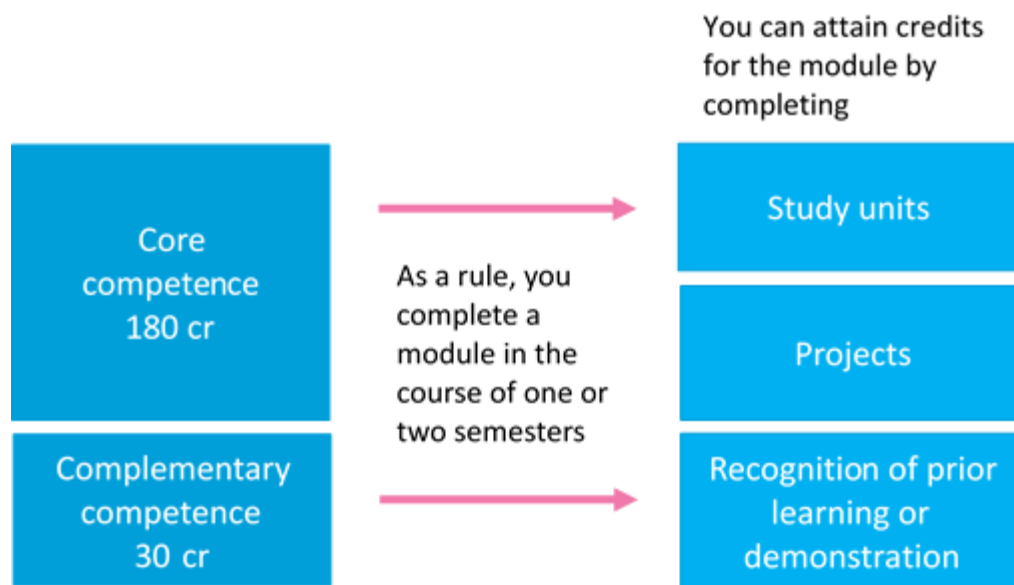 You can attain credits
for the module by
completing
Core
competence
180 cr
Complementary
competence
30 cr
As a rule, you
complete a
module in the
course of one or
two semesters
Study units
Projects
Recognition of prior
learning or
demonstration